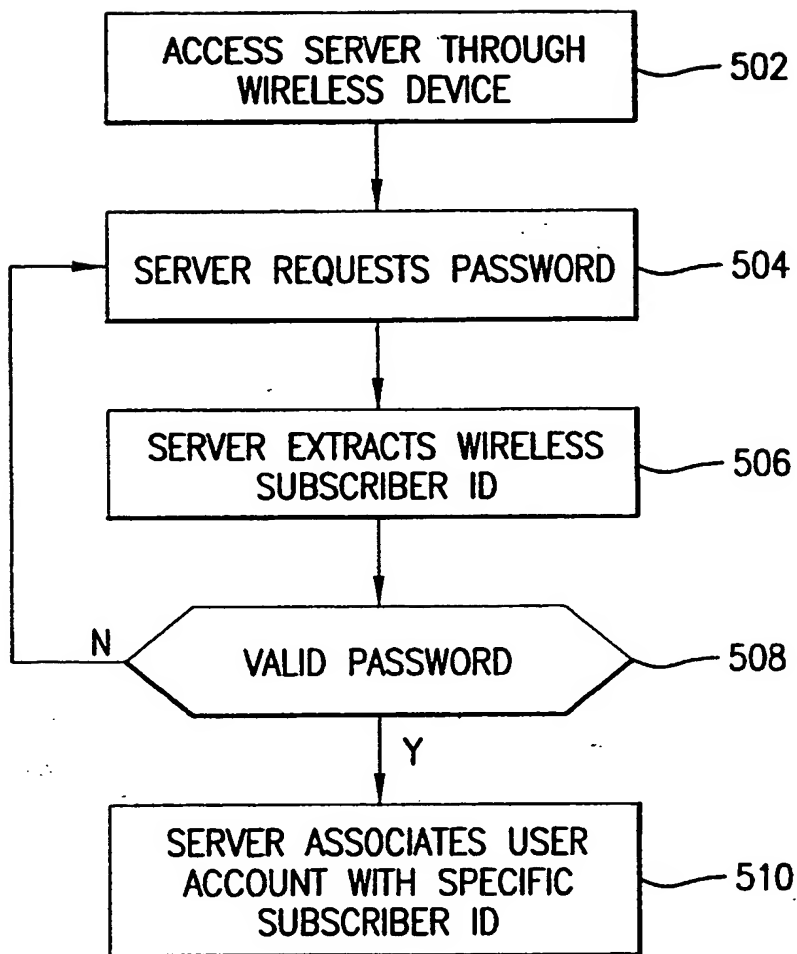 ACCESS SERVER THROUGH
WIRELESS DEVICE
502
SERVER REQUESTS PASSWORD
504
SERVER EXTRACTS WIRELESS
SUBSCRIBER ID
506
N
VALID PASSWORD
508
Y
SERVER ASSOCIATES USER
ACCOUNT WITH SPECIFIC
SUBSCRIBER ID
510